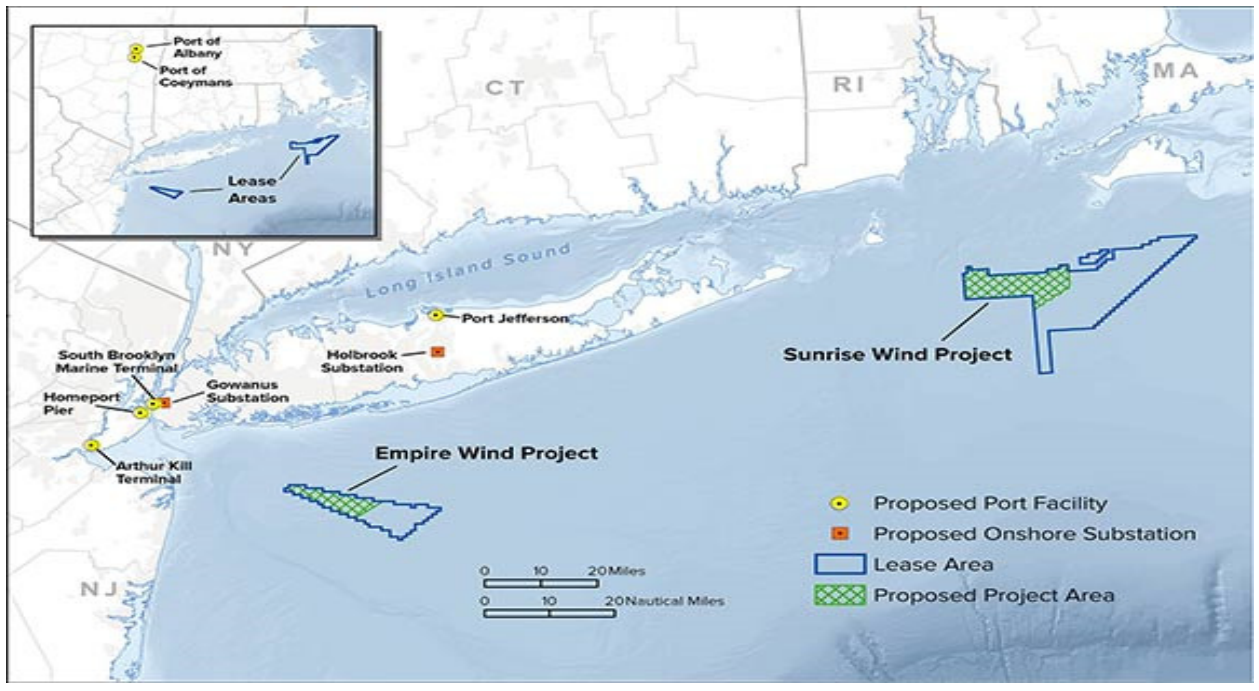 Port of
Albany
Port of
Coeymans
Lease
Areas
CT
RI
MA
NY
Long Island Sound
Port Jefferson
Holbrook
Substation
South Brooklyn
Marine Terminal
Gowanus
Substation
Homeport
Pier
Arthur Kill
Terminal
Sunrise Wind Project
Empire Wind Project
NJ
0 10 20 Miles
0 10 20 Nautical Miles
Proposed Port Facility
Proposed Onshore Substation
Lease Area
Proposed Project Area